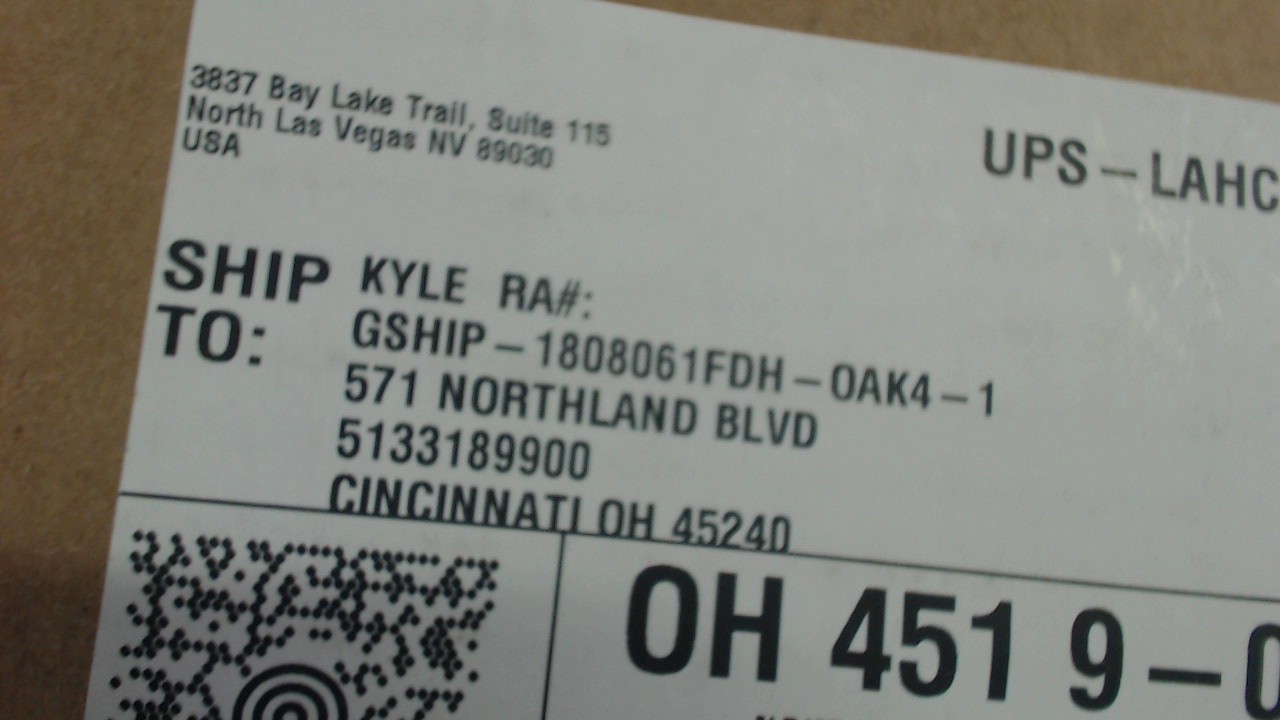 3837 Bay Lake Trail, Suite 115
North Las Vegas NV 89030
USA
UPS - LAHC
SHIP TO:
KYLE RA#:
GSHIP - 1808061FDH - OAK4 - 1
571 NORTHLAND BLVD
5133189900
CINCINNATI OH 45240
OH 451 9 - 0